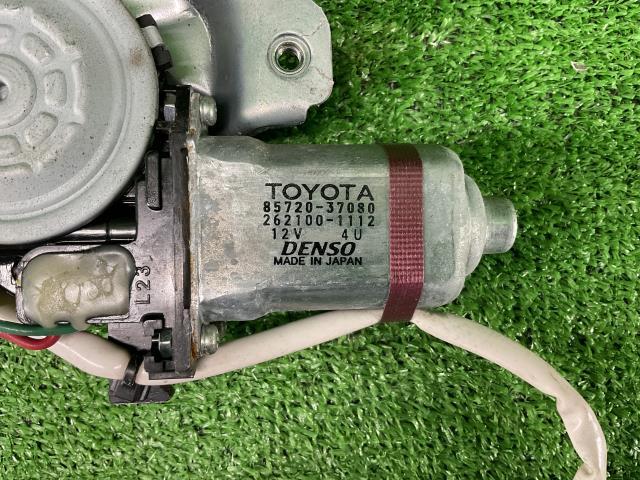 TOYOTA
85720-37080
262100-1112
12V 4U
DENSO
MADE IN JAPAN
L23